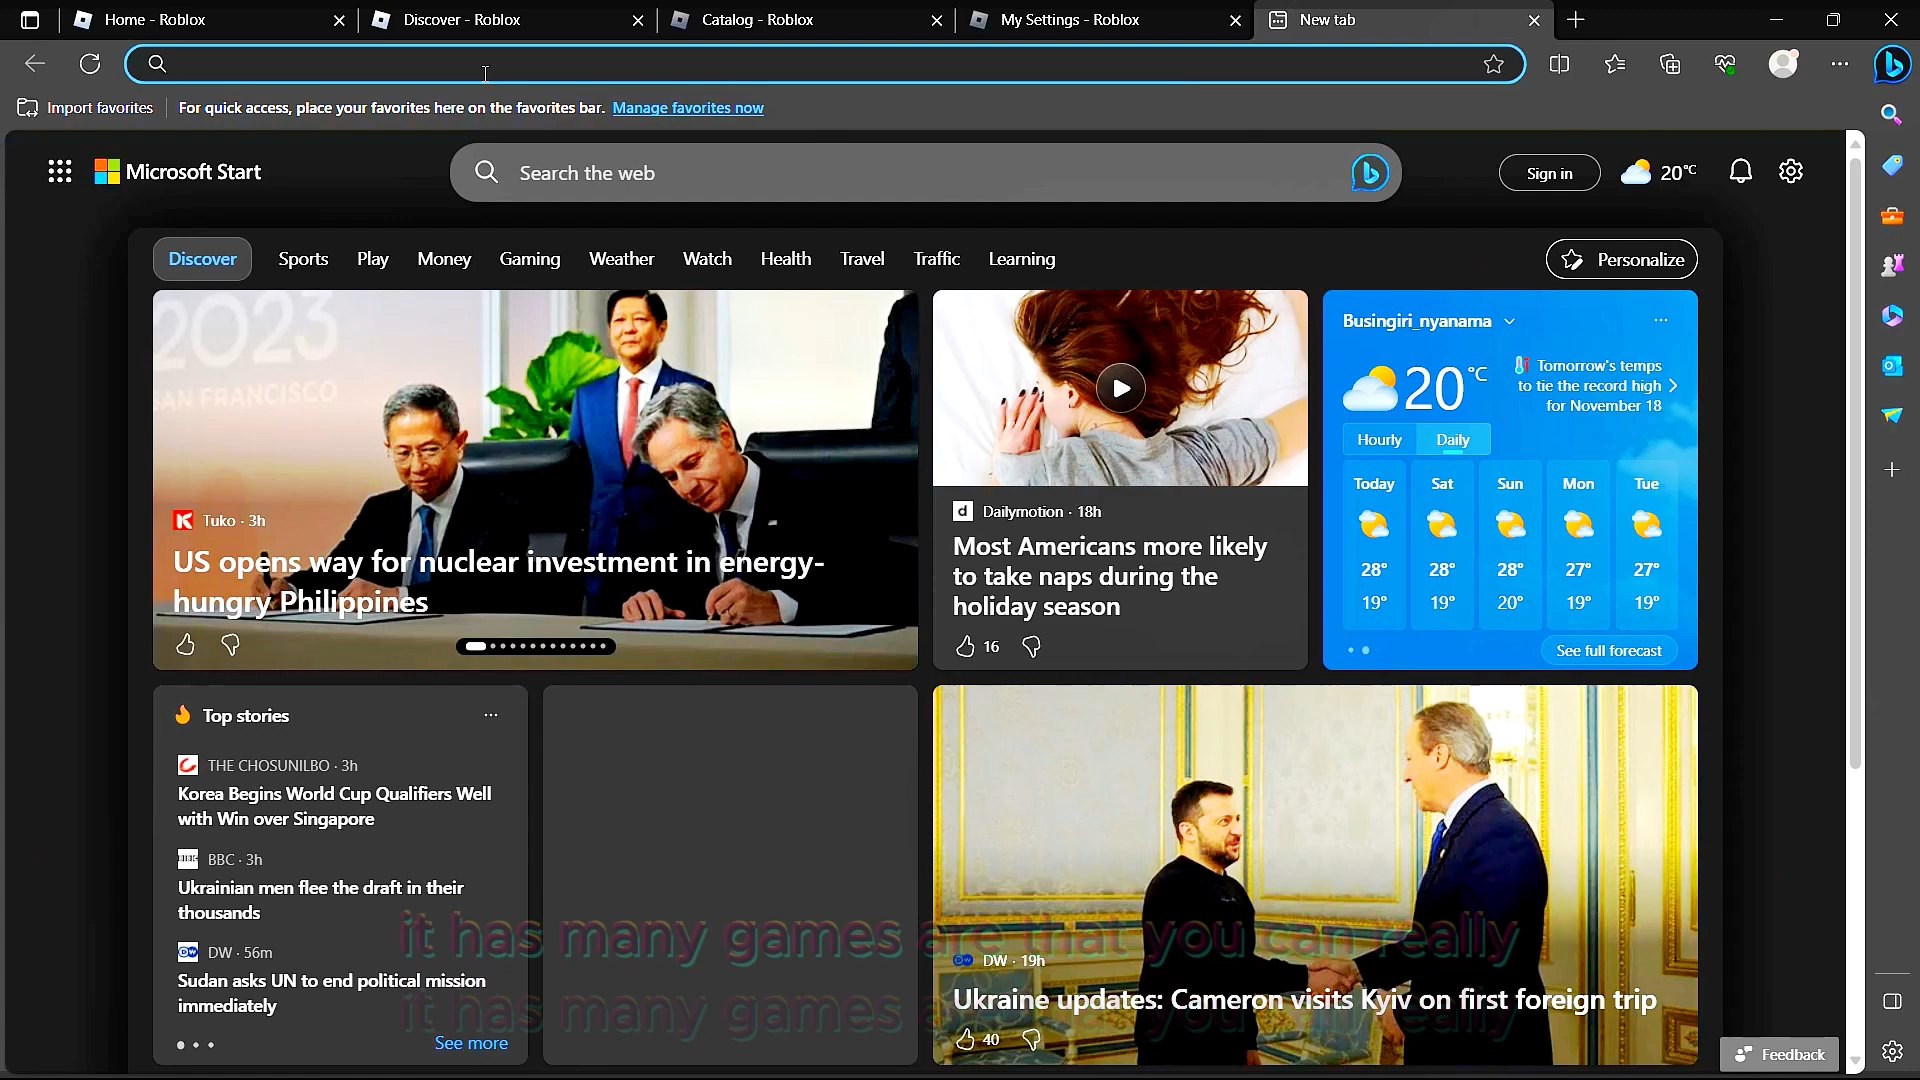 Home - Roblox
Discover - Roblox
Catalog - Roblox
My Settings - Roblox
New tab
Import favorites
For quick access, place your favorites here on the favorites bar. Manage favorites now
Microsoft Start
Search the web
Sign in
20°C
Discover
Sports
Play
Money
Gaming
Weather
Watch
Health
Travel
Traffic
Learning
Personalize
2023
SAN FRANCISCO
Tuko · 3h
US opens way for nuclear investment in energy-
hungry Philippines
Dailymotion · 18h
Most Americans more likely
to take naps during the
holiday season
16
Busingiri_nyanama
20°C
Tomorrow's temps
to tie the record high
for November 18
Hourly
Daily
Today
Sat
Sun
Mon
Tue
28°
28°
28°
27°
27°
19°
19°
20°
19°
19°
See full forecast
Top stories
THE CHOSUNILBO · 3h
Korea Begins World Cup Qualifiers Well
with Win over Singapore
BBC · 3h
Ukrainian men flee the draft in their
thousands
DW · 56m
Sudan asks UN to end political mission
immediately
See more
it has many games are that you can really
it has many games are that you can really
DW · 19h
Ukraine updates: Cameron visits Kyiv on first foreign trip
40
Feedback